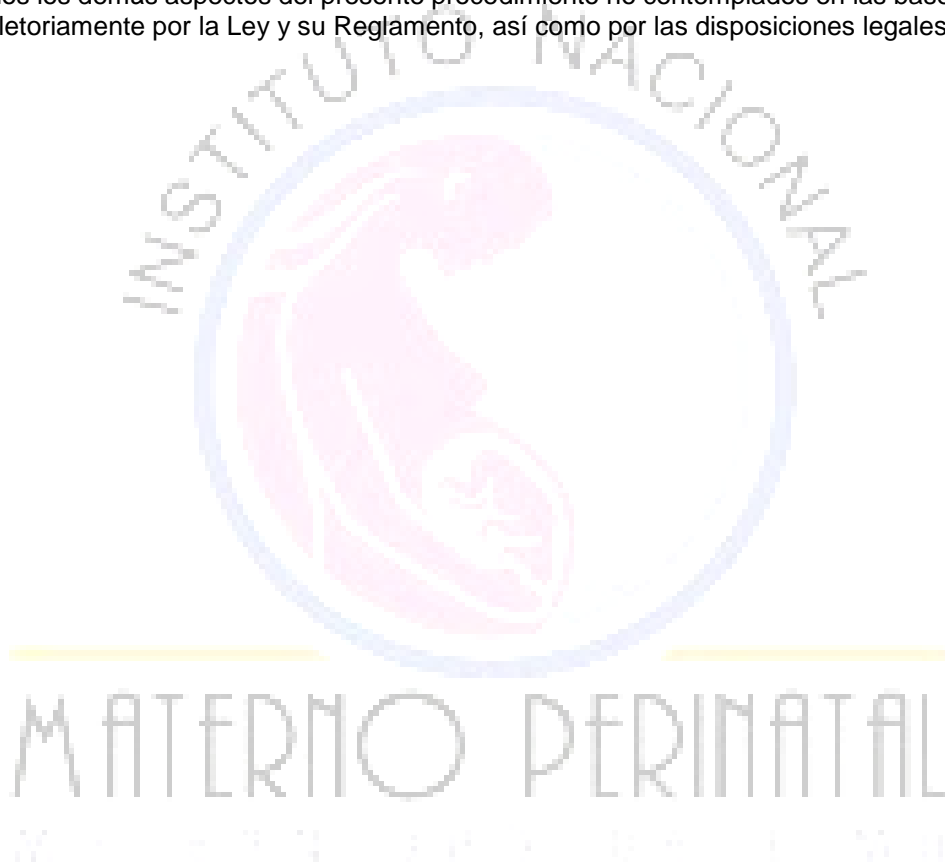 los demás aspectos del presente procedimiento no contemplados en las
letoriamente por la Ley y su Reglamento, así como por las disposiciones legales
INSTITUTO NACIONAL
MATERNO PERINATAL